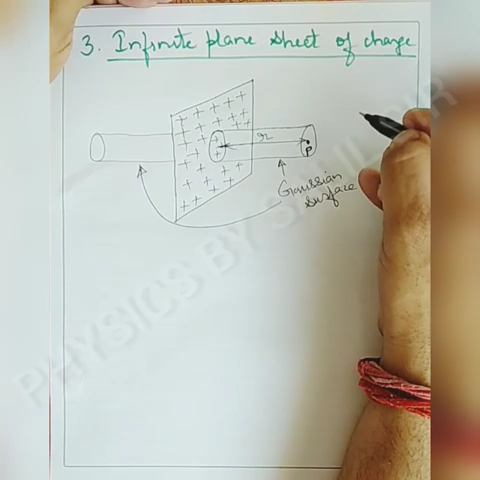 3. Infinite plane sheet of charge
r
P
Gaussian
surface